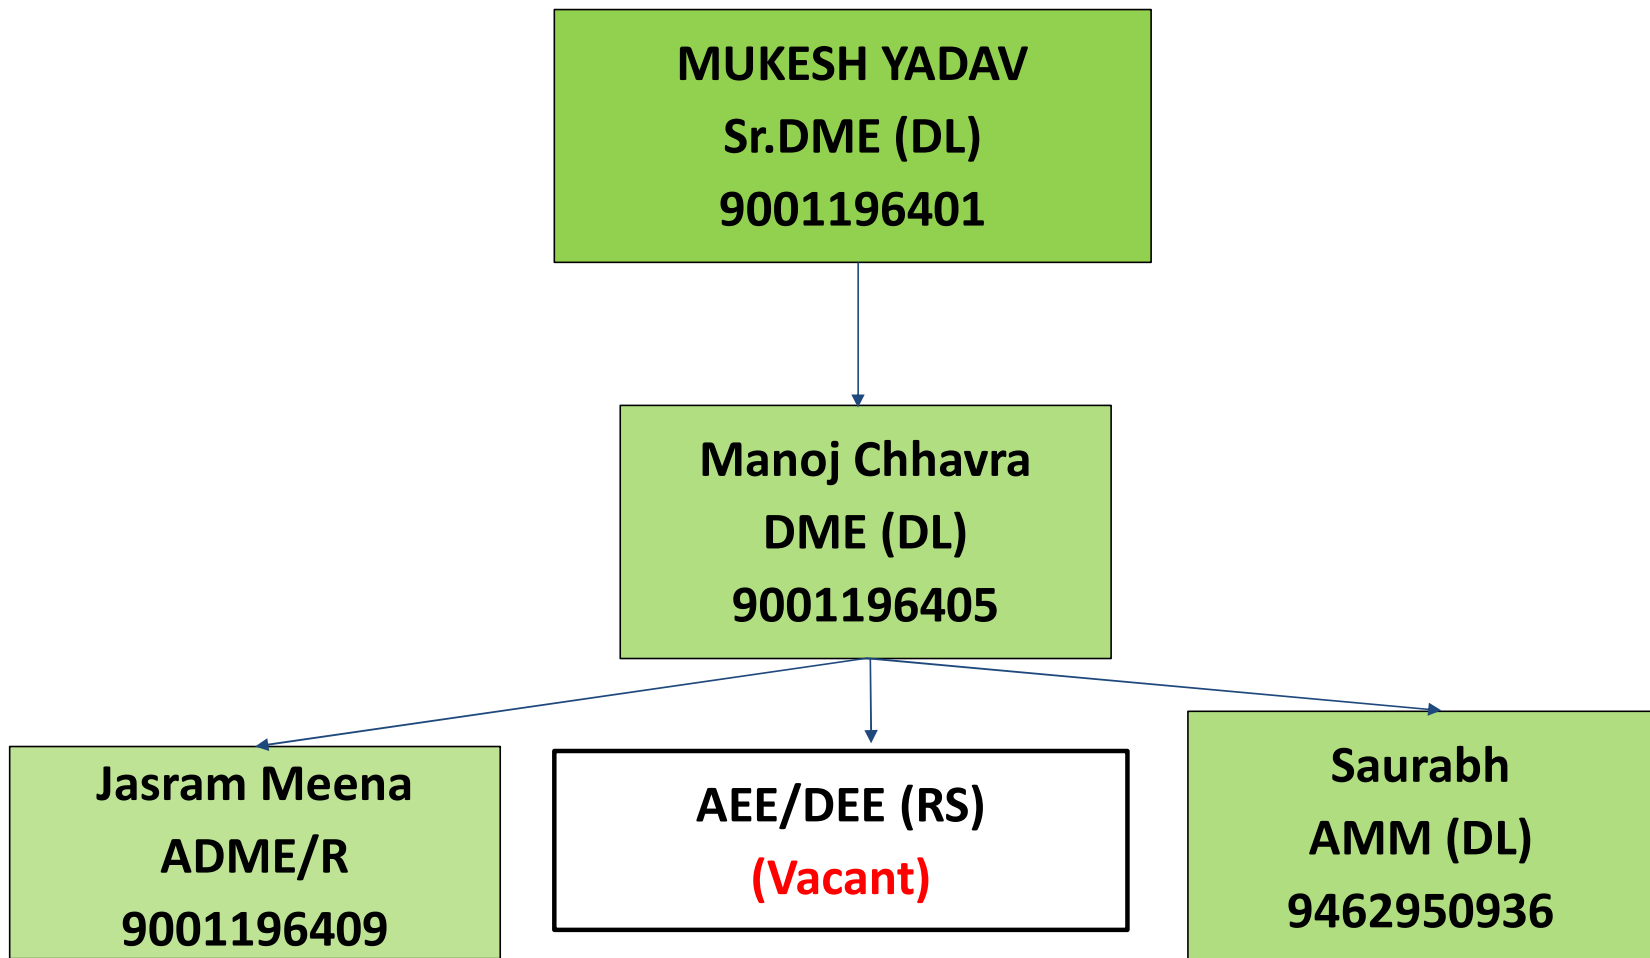 MUKESH YADAV
Sr.DME (DL)
9001196401
Manoj Chhavra
DME (DL)
9001196405
Jasram Meena
ADME/R
9001196409
AEE/DEE (RS)
(Vacant)
Saurabh
AMM (DL)
9462950936